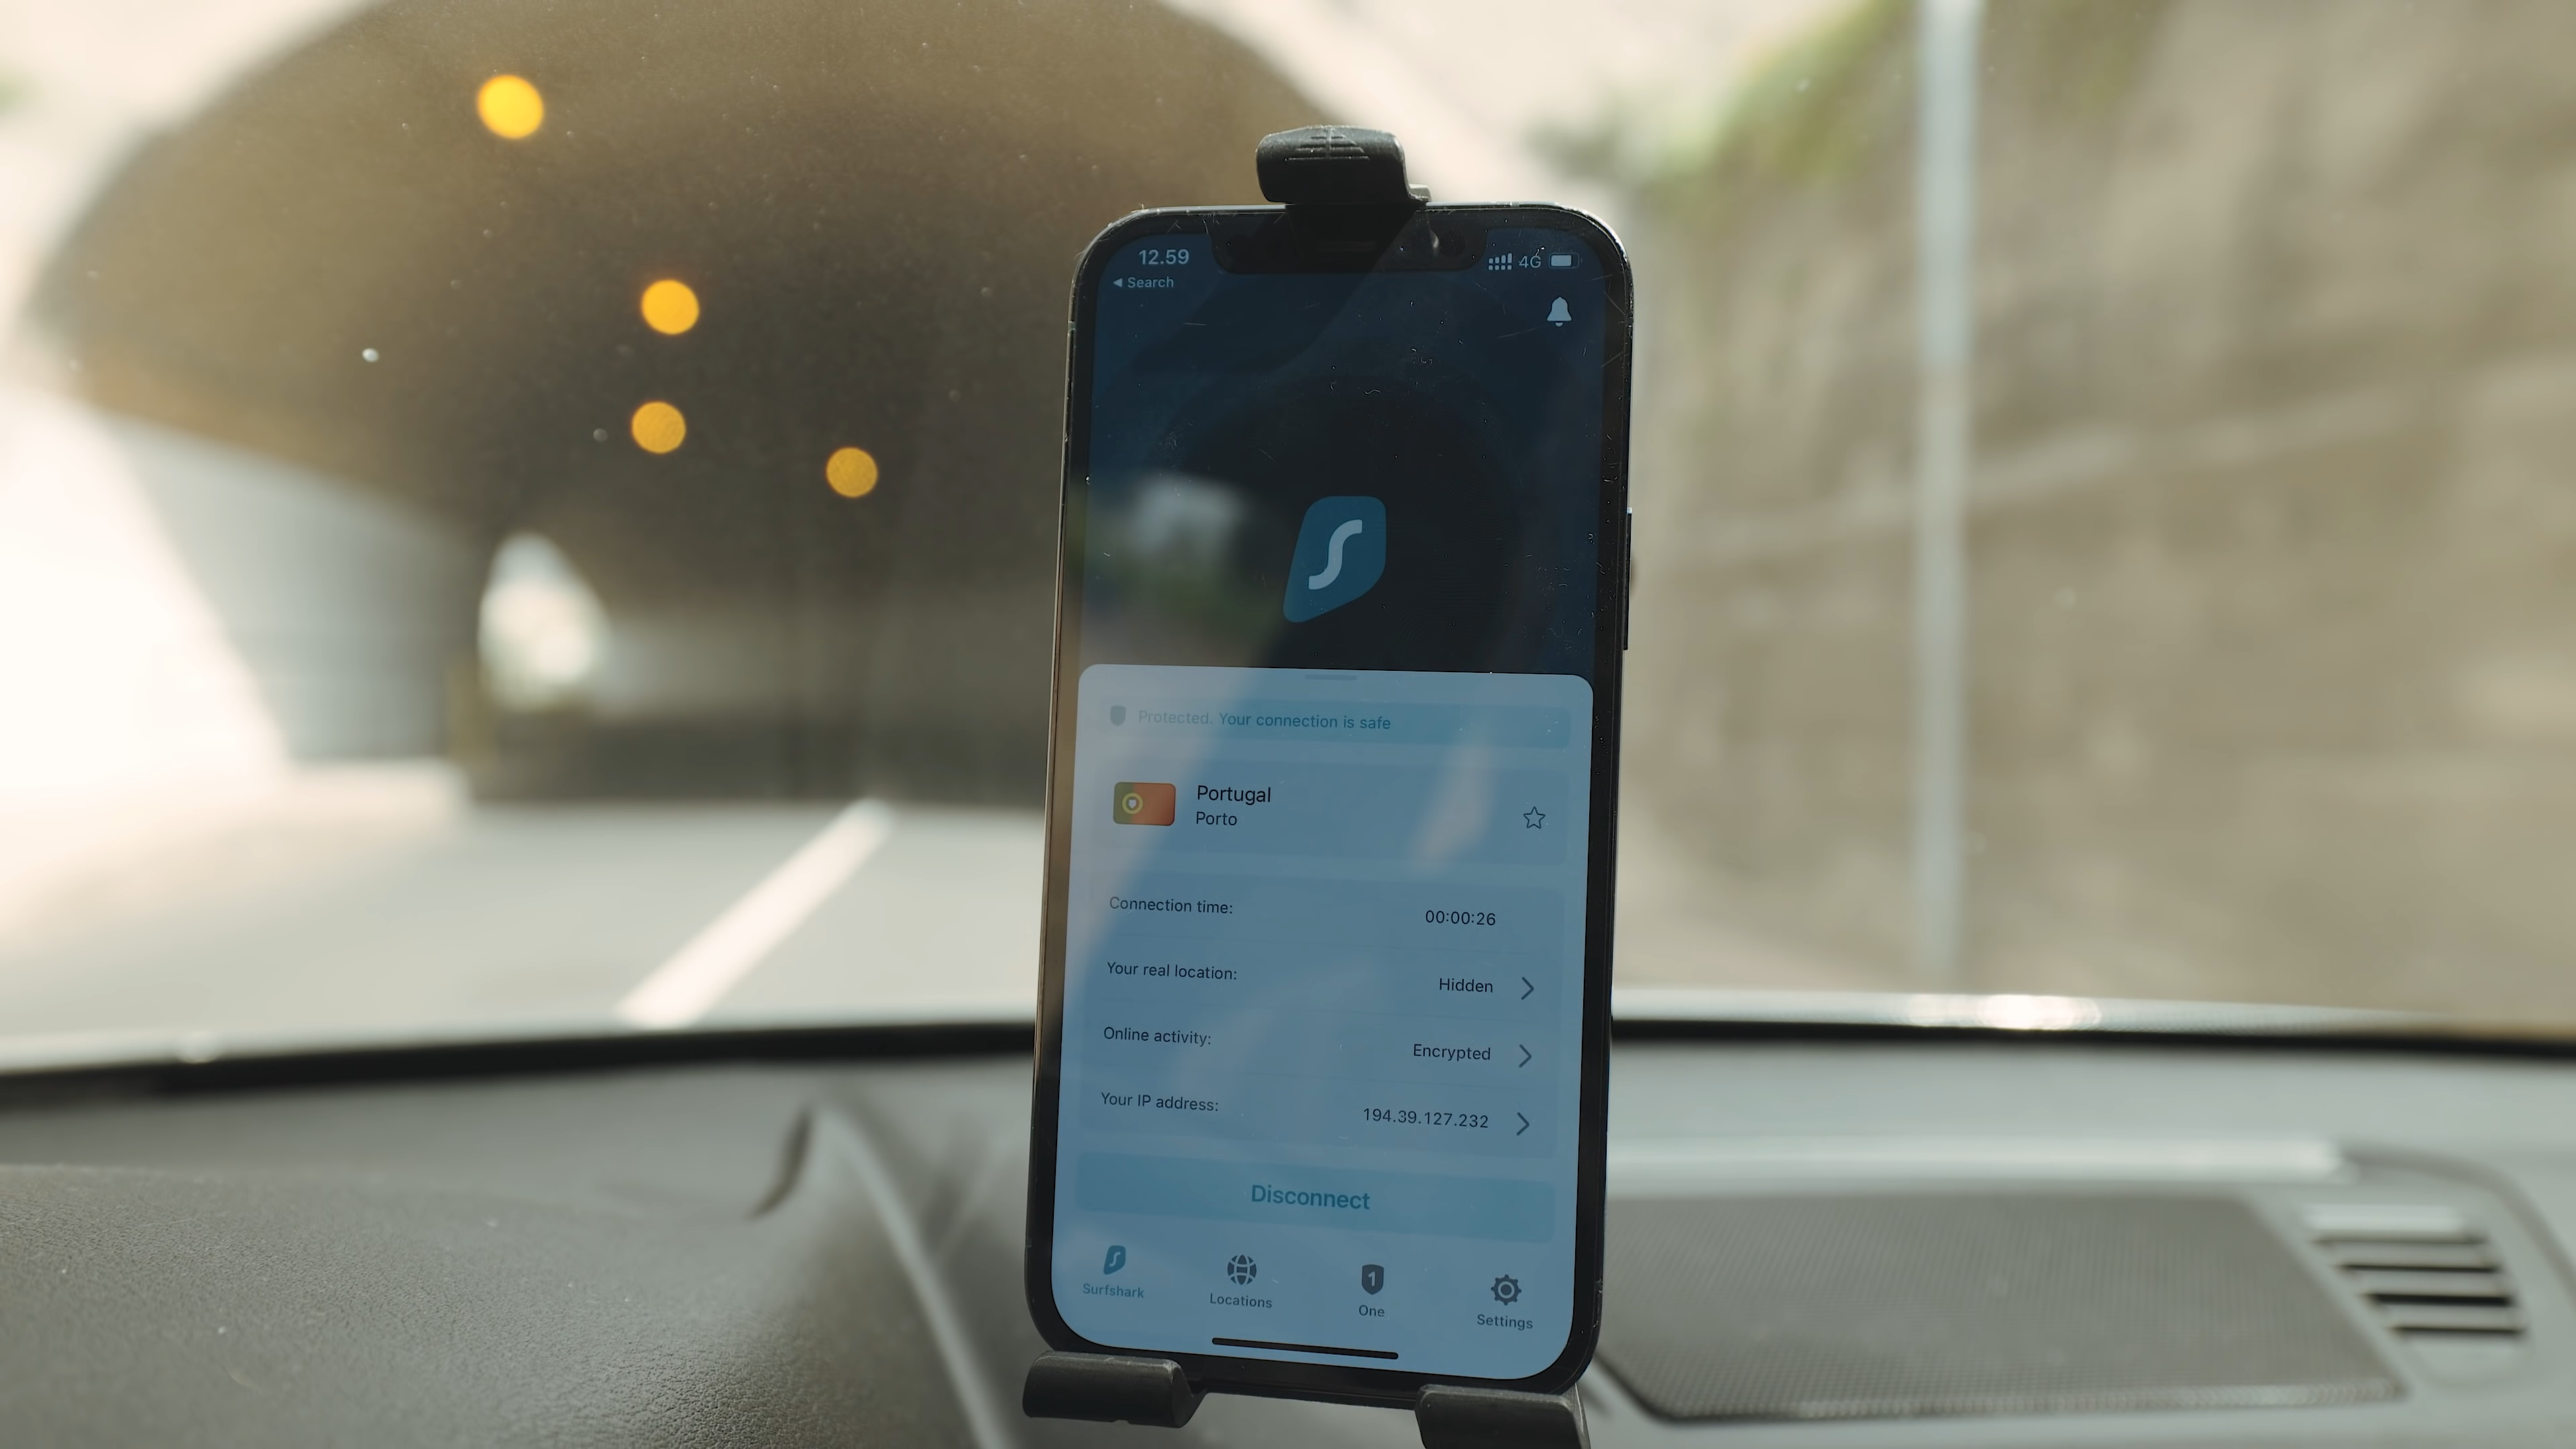 12.59
4G
◀ Search
Protected. Your connection is safe
Portugal
Porto
Connection time: 00:00:26
Your real location: Hidden
Online activity: Encrypted
Your IP address: 194.39.127.232
Disconnect
Surfshark Locations 1 One Settings